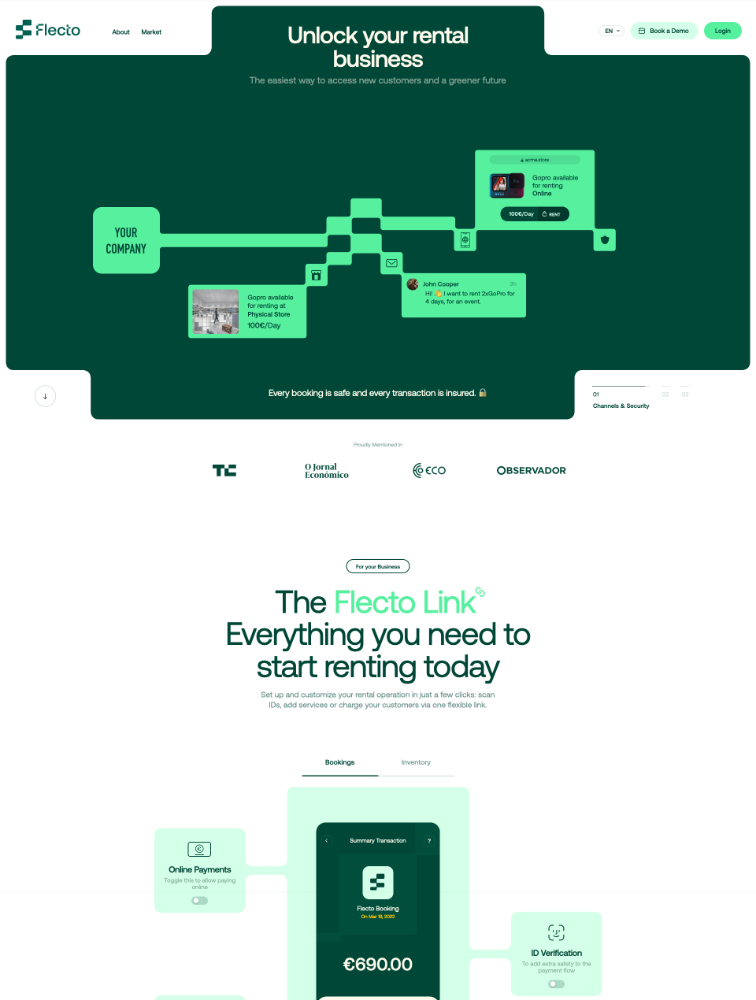 Flecto
About
Market
EN
Book a Demo
Login
Unlock your rental
business
The easiest way to access new customers and a greener future
acme.store
Gopro available
for renting
Online
100€/Day
RENT
YOUR
COMPANY
Gopro available
for renting at
Physical Store
100€/Day
John Cooper
Hi! 👋 I want to rent 2xGoPro for
4 days, for an event.
Every booking is safe and every transaction is insured. 🔒
01
02
03
Channels & Security
Proudly Mentioned in
TC
O Jornal
Económico
ECO
OBSERVADOR
For your Business
The Flecto Link
Everything you need to
start renting today
Set up and customize your rental operation in just a few clicks: scan
IDs, add services or charge your customers via one flexible link.
Bookings
Inventory
Online Payments
Toggle this to allow paying
online
Summary Transaction
?
Flecto Booking
On Mar 19, 2023
€690.00
ID Verification
To add extra safety to the
payment flow